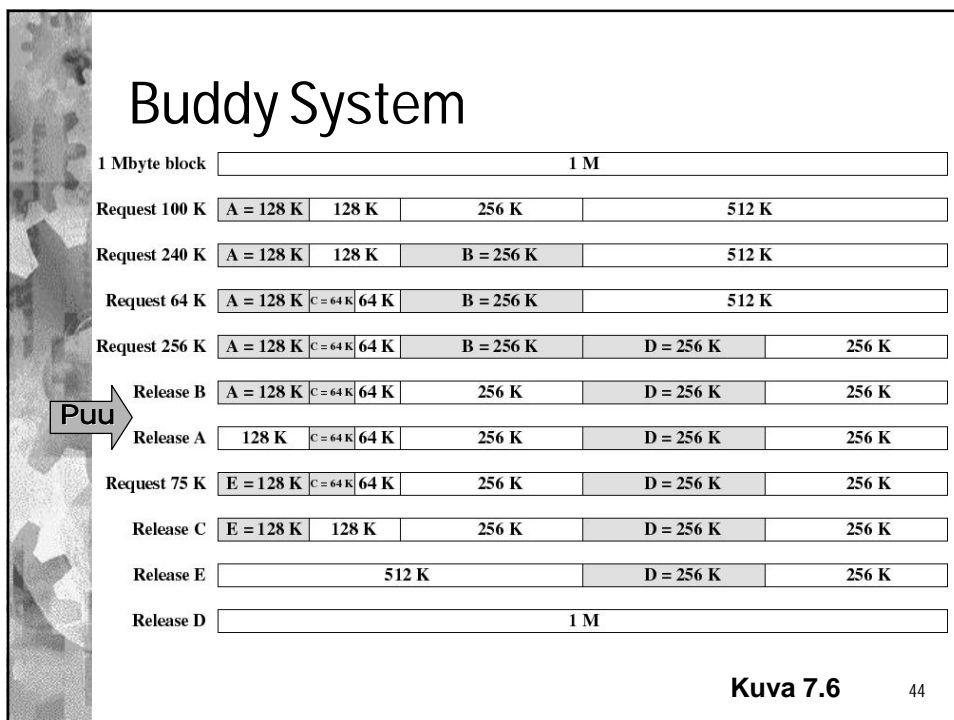 Buddy System
1 Mbyte block 1 M
Request 100 K A = 128 K 128 K 256 K 512 K
Request 240 K A = 128 K 128 K B = 256 K 512 K
Request 64 K A = 128 K C = 64 K 64 K B = 256 K 512 K
Request 256 K A = 128 K C = 64 K 64 K B = 256 K D = 256 K 256 K
Release B A = 128 K C = 64 K 64 K 256 K D = 256 K 256 K
Puu
Release A 128 K C = 64 K 64 K 256 K D = 256 K 256 K
Request 75 K E = 128 K C = 64 K 64 K 256 K D = 256 K 256 K
Release C E = 128 K 128 K 256 K D = 256 K 256 K
Release E 512 K D = 256 K 256 K
Release D 1 M
Kuva 7.6 44